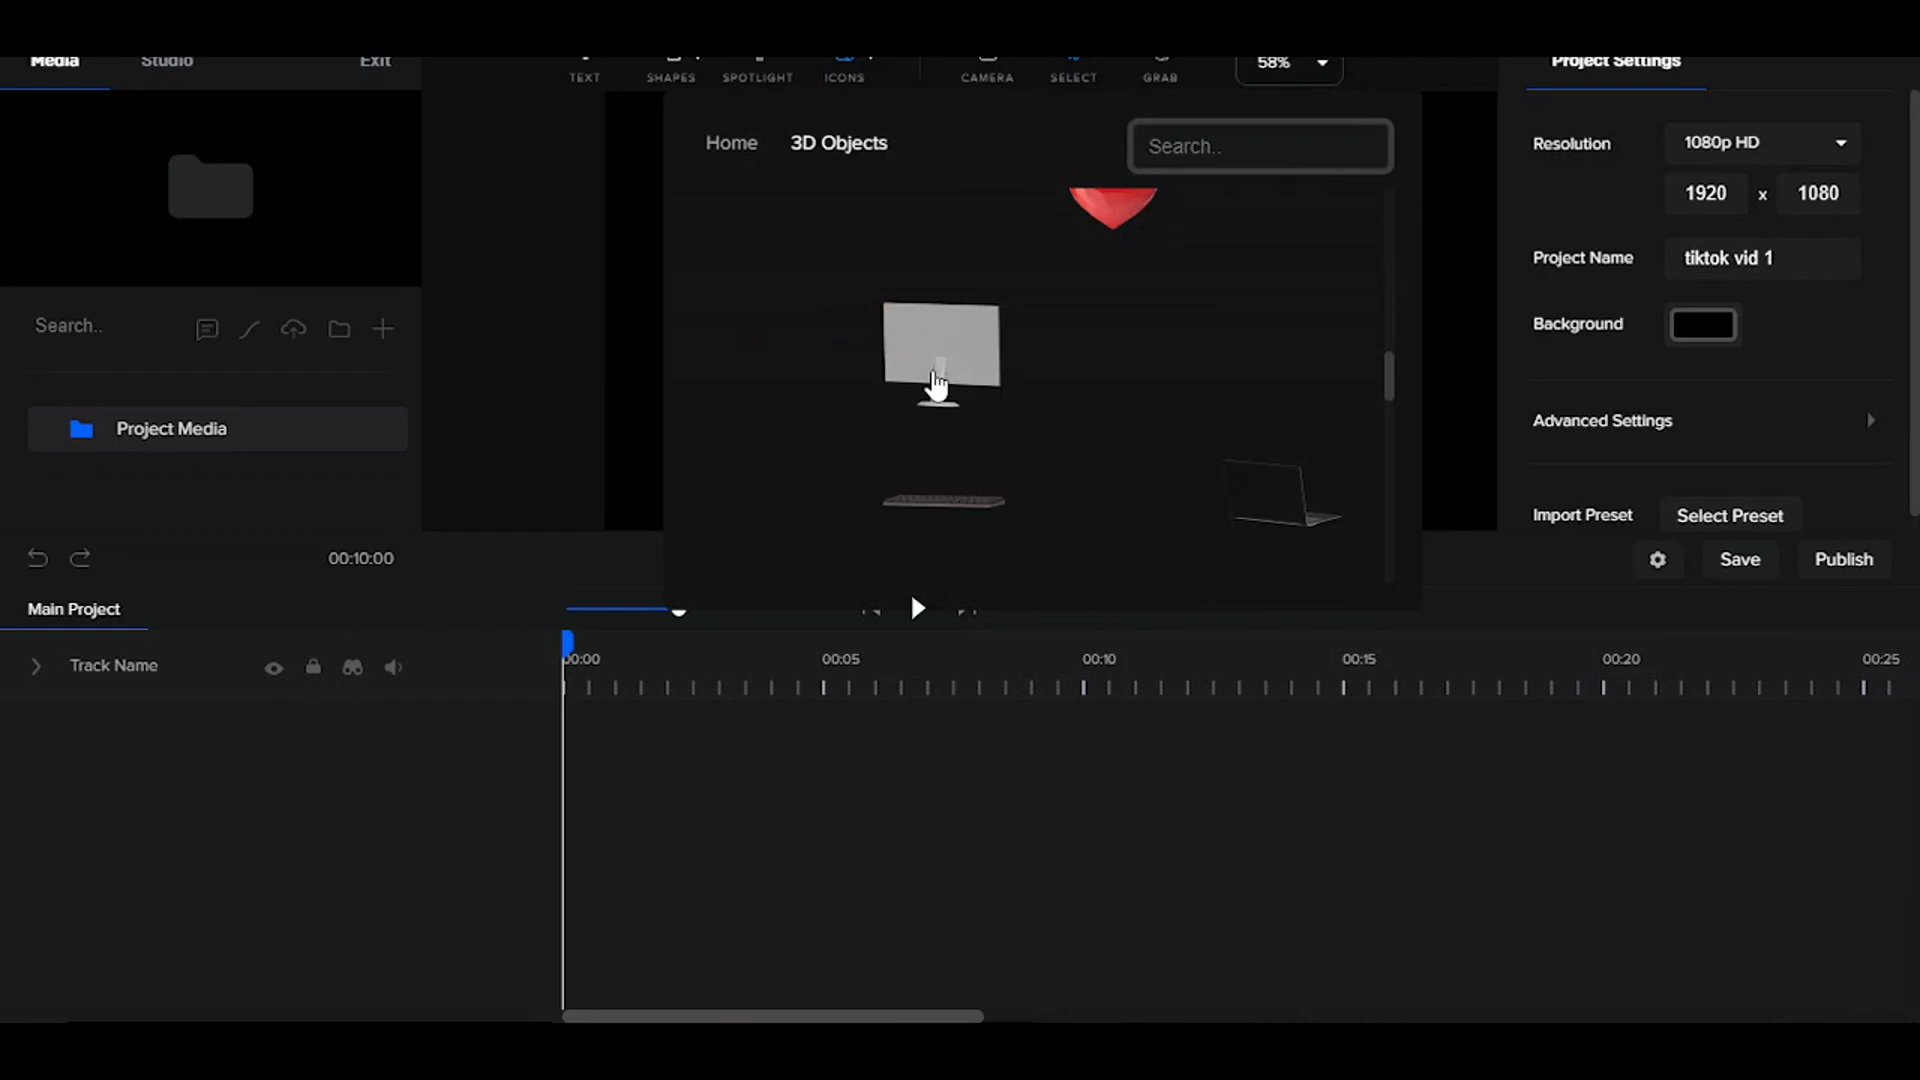 Media
Studio
Exit
TEXT
SHAPES
SPOTLIGHT
ICONS
CAMERA
SELECT
GRAB
58%
Project Settings
Home
3D Objects
Search..
Resolution
1080p HD
1920 x 1080
Project Name
tiktok vid 1
Background
Search..
Project Media
Advanced Settings
Import Preset
Select Preset
00:10:00
Save
Publish
Main Project
Track Name
00:00
00:05
00:10
00:15
00:20
00:25